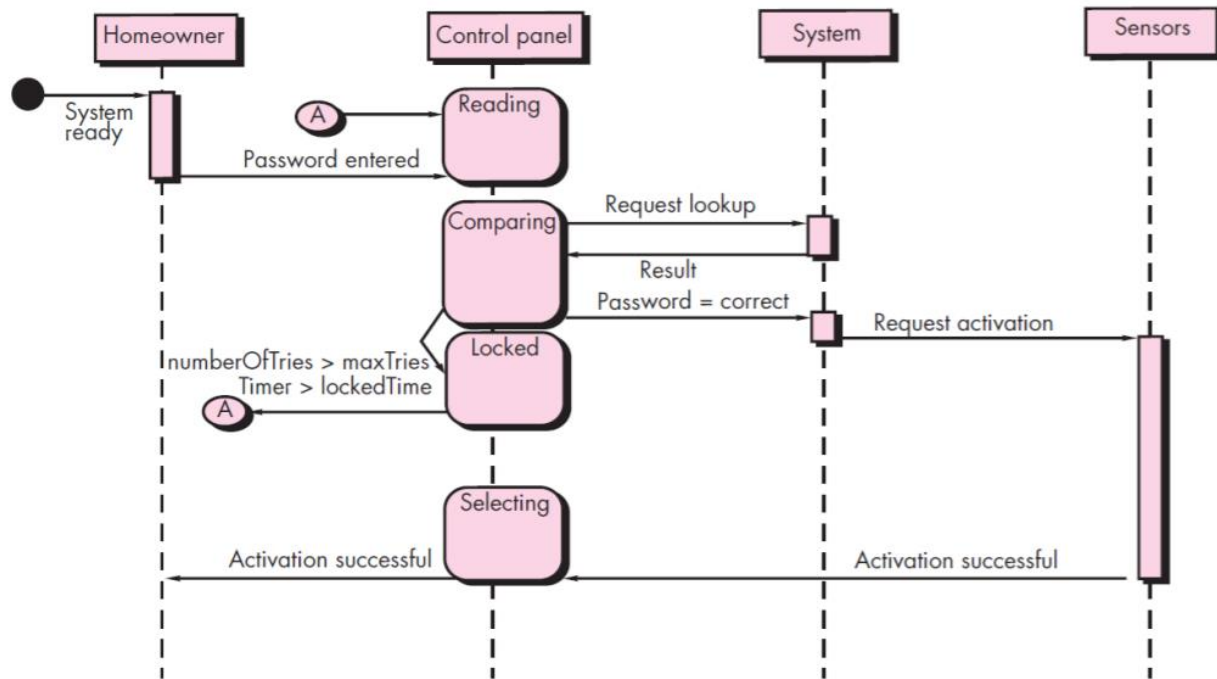 Homeowner
Control panel
System
Sensors
System
ready
A
Reading
Password entered
Comparing
Request lookup
Result
Password = correct
Request activation
Locked
numberOfTries > maxTries
Timer > lockedTime
A
Selecting
Activation successful
Activation successful